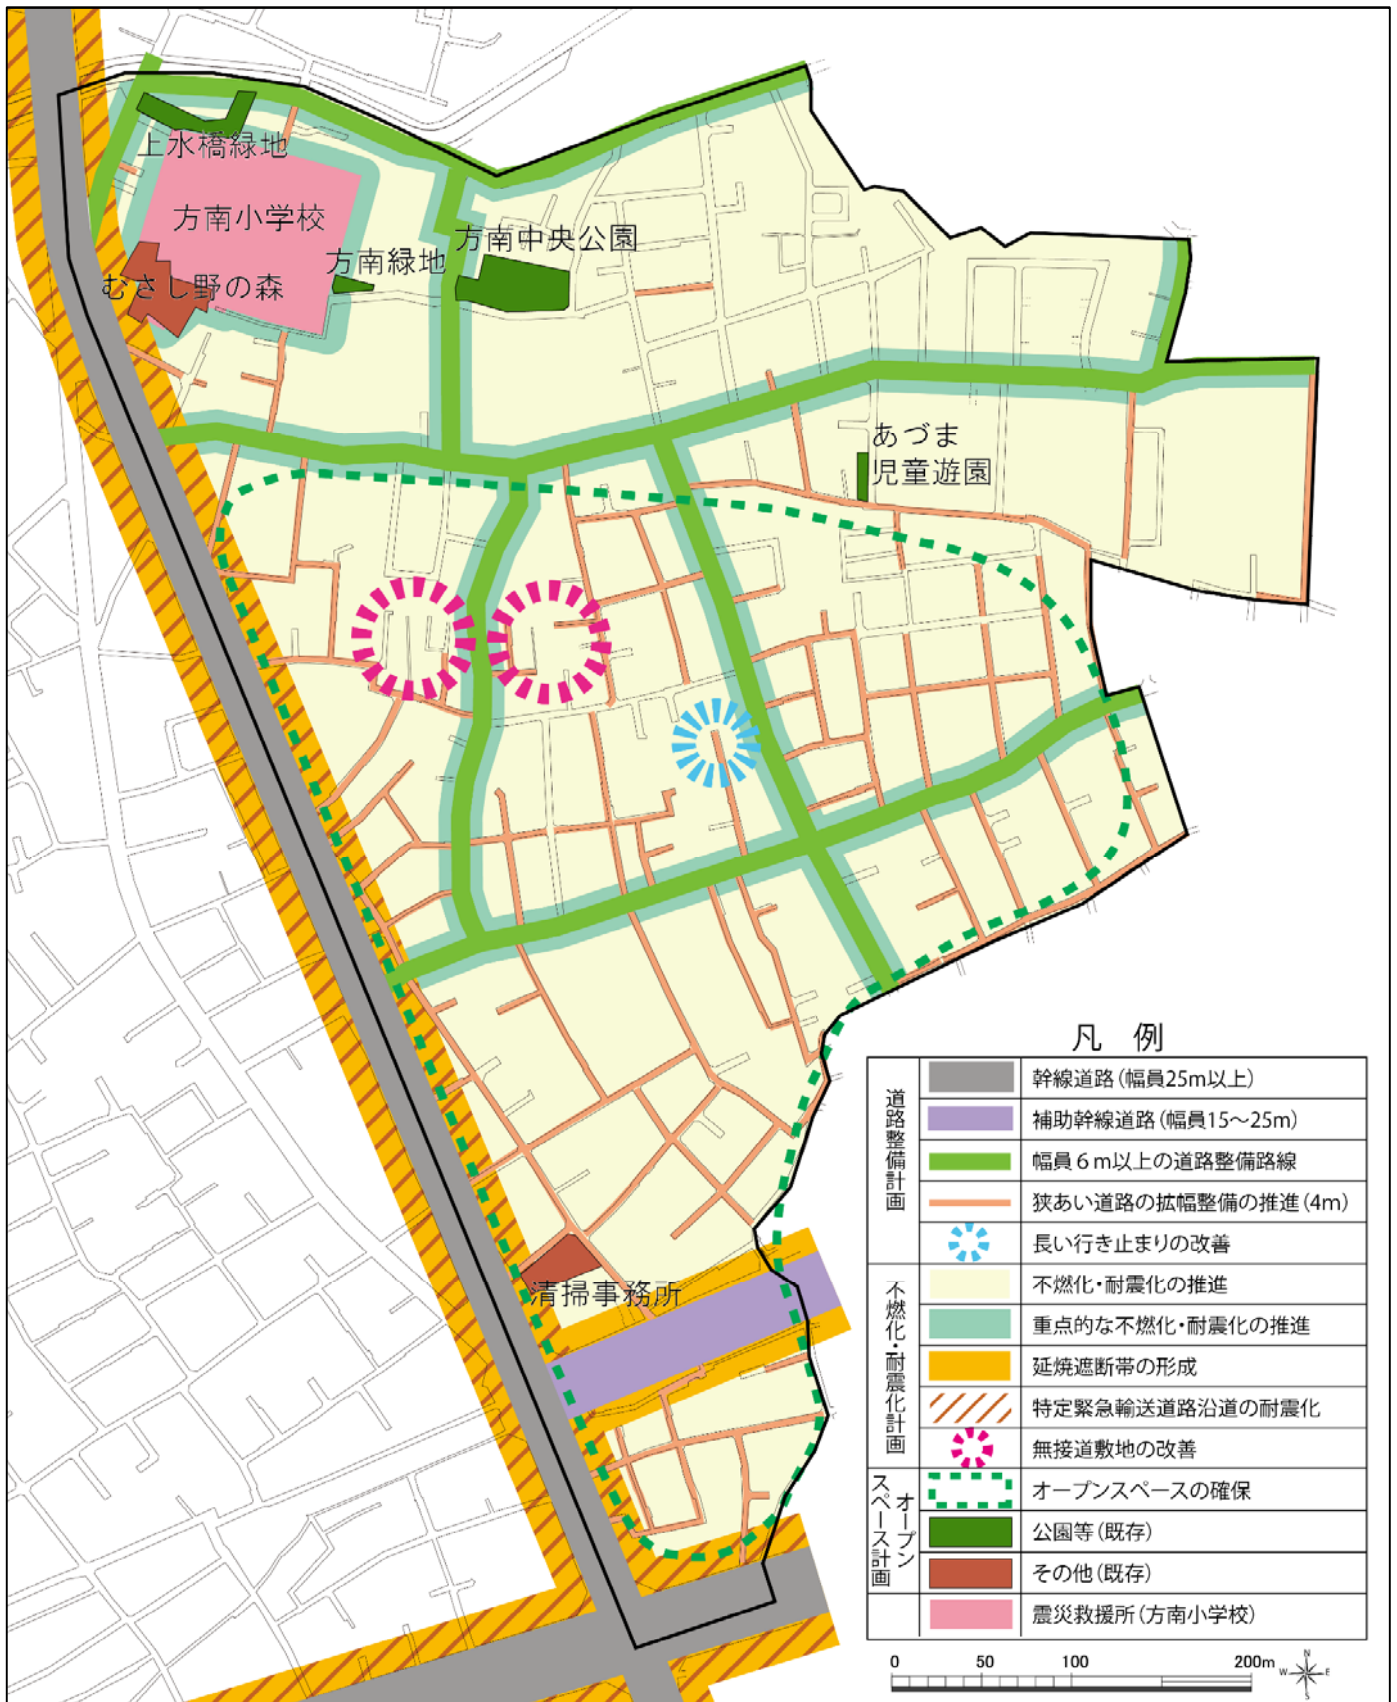 上水橋緑地
方南小学校
方南中央公園
方南緑地
むさし野の森
あづま
児童遊園
清掃事務所
凡 例
道路整備計画
幹線道路(幅員25m以上)
補助幹線道路(幅員15~25m)
幅員6m以上の道路整備路線
狭あい道路の拡幅整備の推進(4m)
長い行き止まりの改善
不燃化・耐震化計画
不燃化・耐震化の推進
重点的な不燃化・耐震化の推進
延焼遮断帯の形成
特定緊急輸送道路沿道の耐震化
無接道敷地の改善
オープン
スペース計画
オープンスペースの確保
公園等(既存)
その他(既存)
震災救援所(方南小学校)
0 50 100 200m
N
W E
S